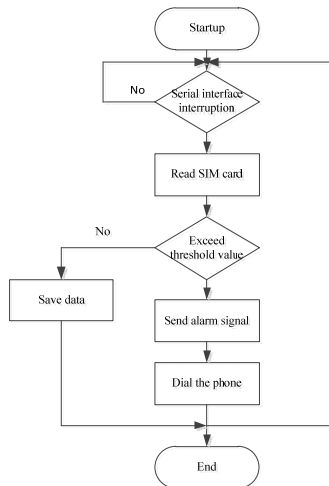 Startup
No
Serial interface
interruption
Read SIM card
No
Exceed
threshold value
Save data
Send alarm signal
Dial the phone
End